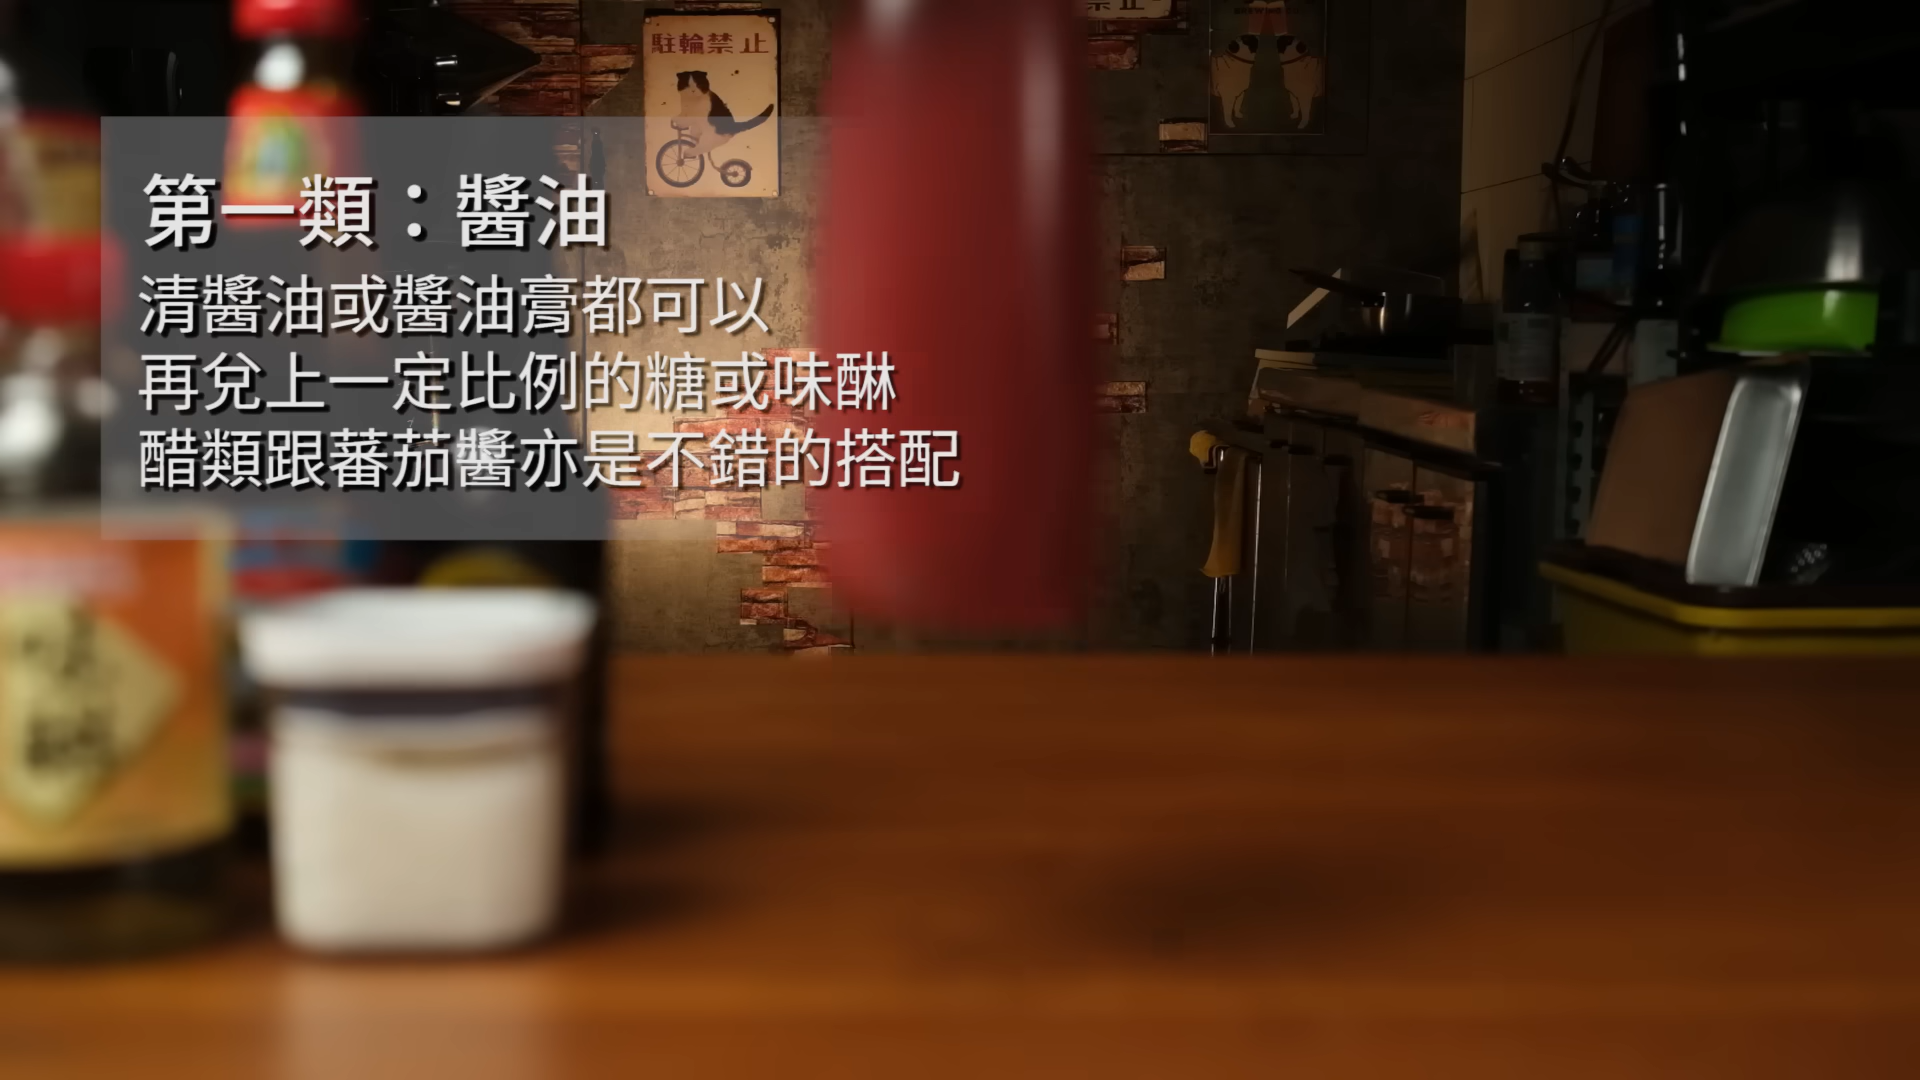 駐輪禁止
第一類：醬油
清醬油或醬油膏都可以
再兌上一定比例的糖或味醂
醋類跟蕃茄醬亦是不錯的搭配